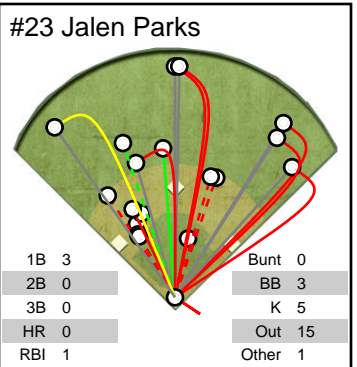 #23 Jalen Parks
1B 3 Bunt 0
2B 0 BB 3
3B 0 K 5
HR 0 Out 15
RBI 1 Other 1